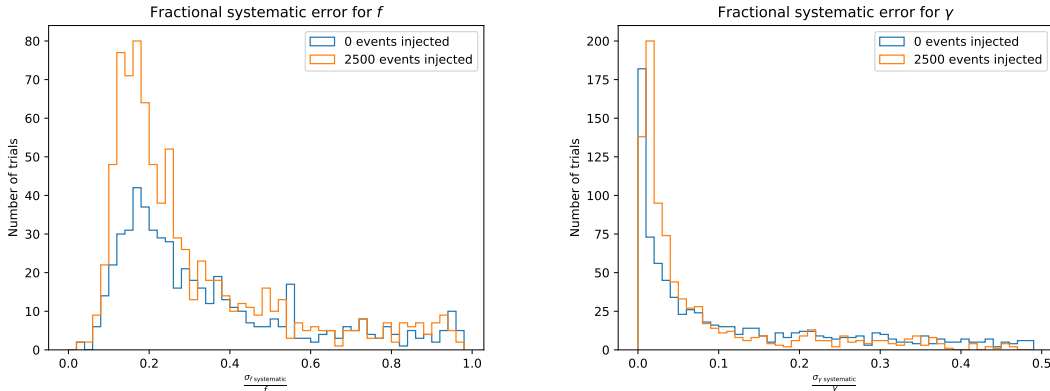 Fractional systematic error for f
0 events injected
2500 events injected
Number of trials
80
70
60
50
40
30
20
10
0
0.0 0.2 0.4 0.6 0.8 1.0
σf systematic
f
Fractional systematic error for γ
0 events injected
2500 events injected
Number of trials
200
175
150
125
100
75
50
25
0
0.0 0.1 0.2 0.3 0.4 0.5
σγ systematic
γ